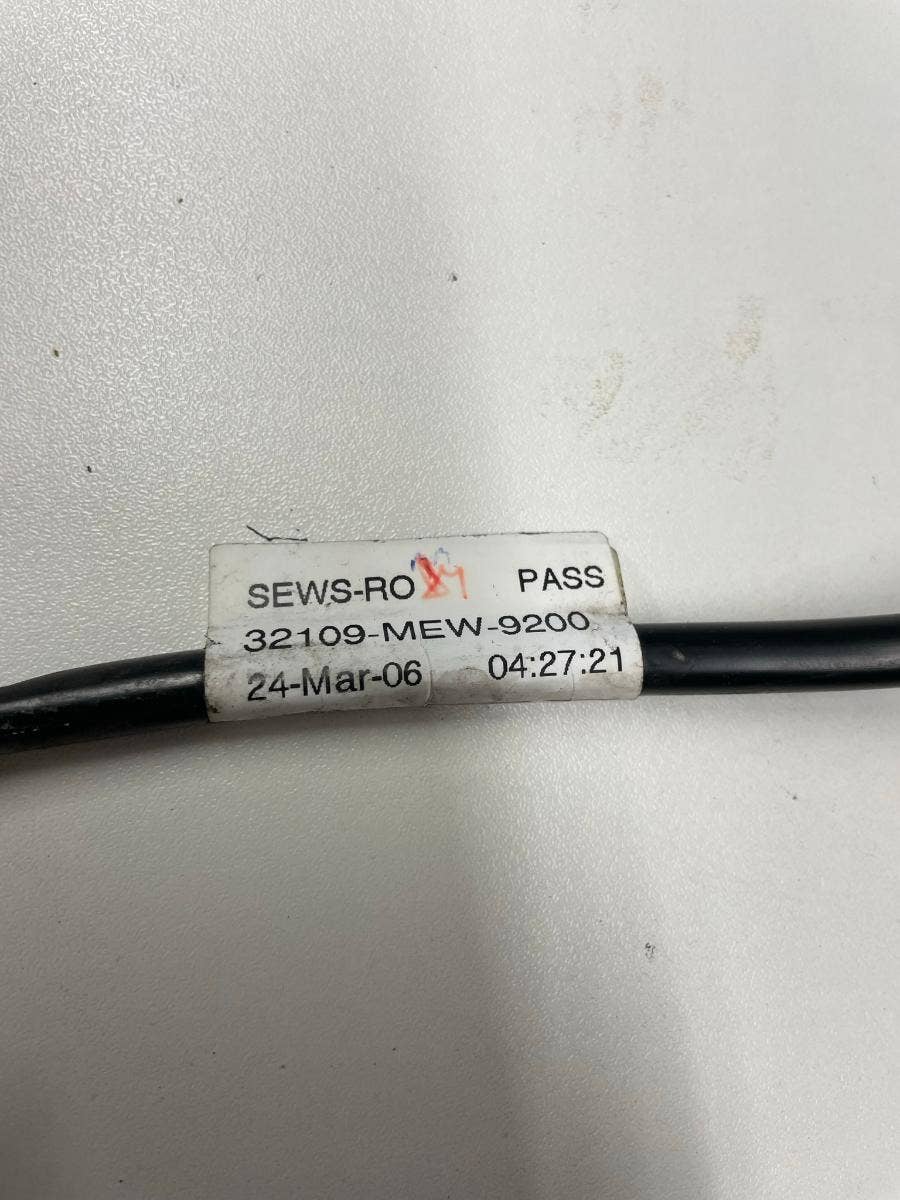 SEWS-RO PASS
32109-MEW-9200
24-Mar-06 04:27:21